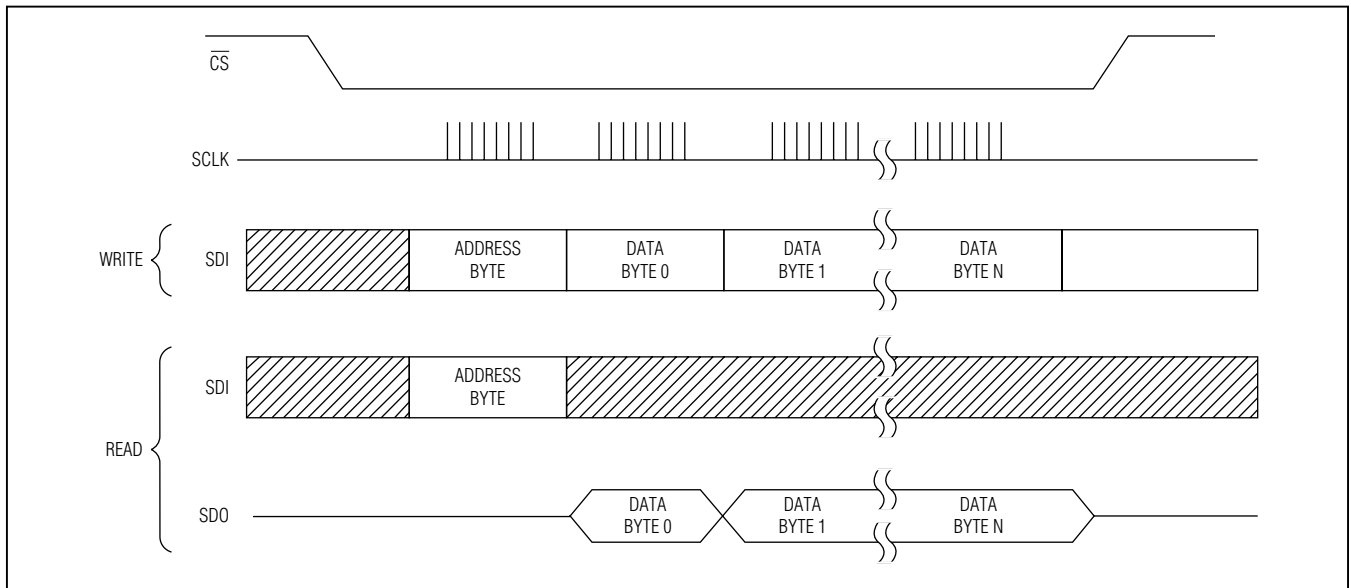 C̅S̅
SCLK
WRITE
SDI
ADDRESS
BYTE
DATA
BYTE 0
DATA
BYTE 1
DATA
BYTE N
READ
SDI
ADDRESS
BYTE
SDO
DATA
BYTE 0
DATA
BYTE 1
DATA
BYTE N